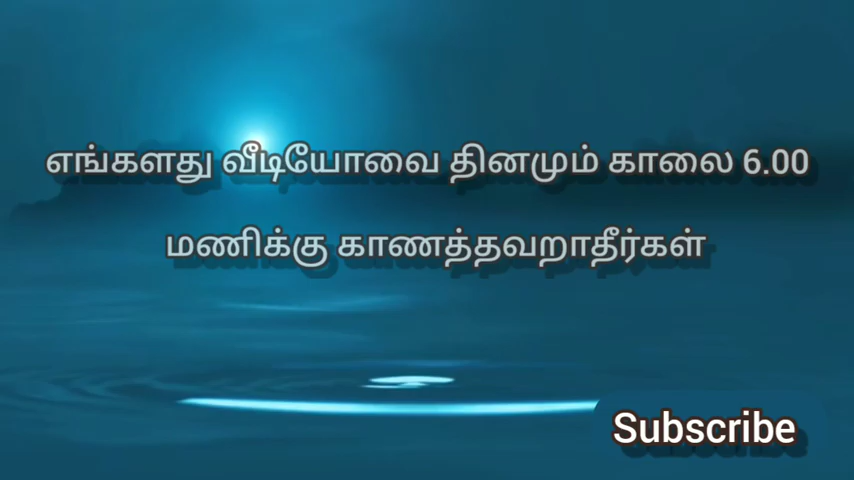 எங்களது வீடியோவை தினமும் காலை 6.00
மணிக்கு காணத்தவறாதீர்கள்
Subscribe